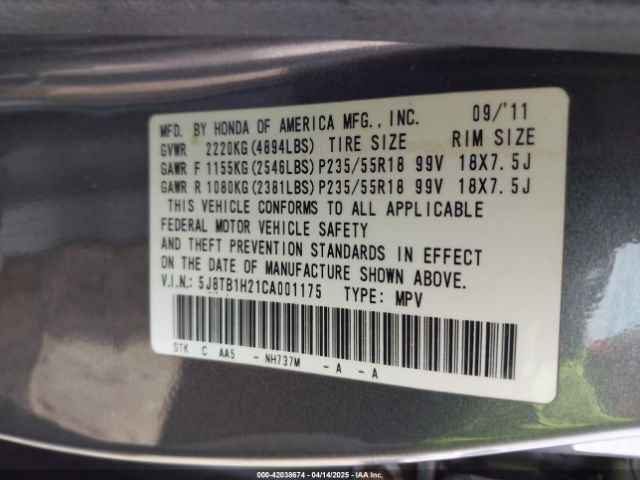 MFD. BY HONDA OF AMERICA MFG., INC. 09/'11
GVWR 2220KG(4894LBS) TIRE SIZE RIM SIZE
GAWR F 1155KG(2546LBS) P235/55R18 99V 18X7.5J
GAWR R 1080KG(2381LBS) P235/55R18 99V 18X7.5J
THIS VEHICLE CONFORMS TO ALL APPLICABLE
FEDERAL MOTOR VEHICLE SAFETY
AND THEFT PREVENTION STANDARDS IN EFFECT
ON THE DATE OF MANUFACTURE SHOWN ABOVE.
V.I.N.: 5J8TB1H21CA001175 TYPE: MPV
STK C AA5 - NH737M - A - A
000-42038674 - 04/14/2025 - IAA Inc.